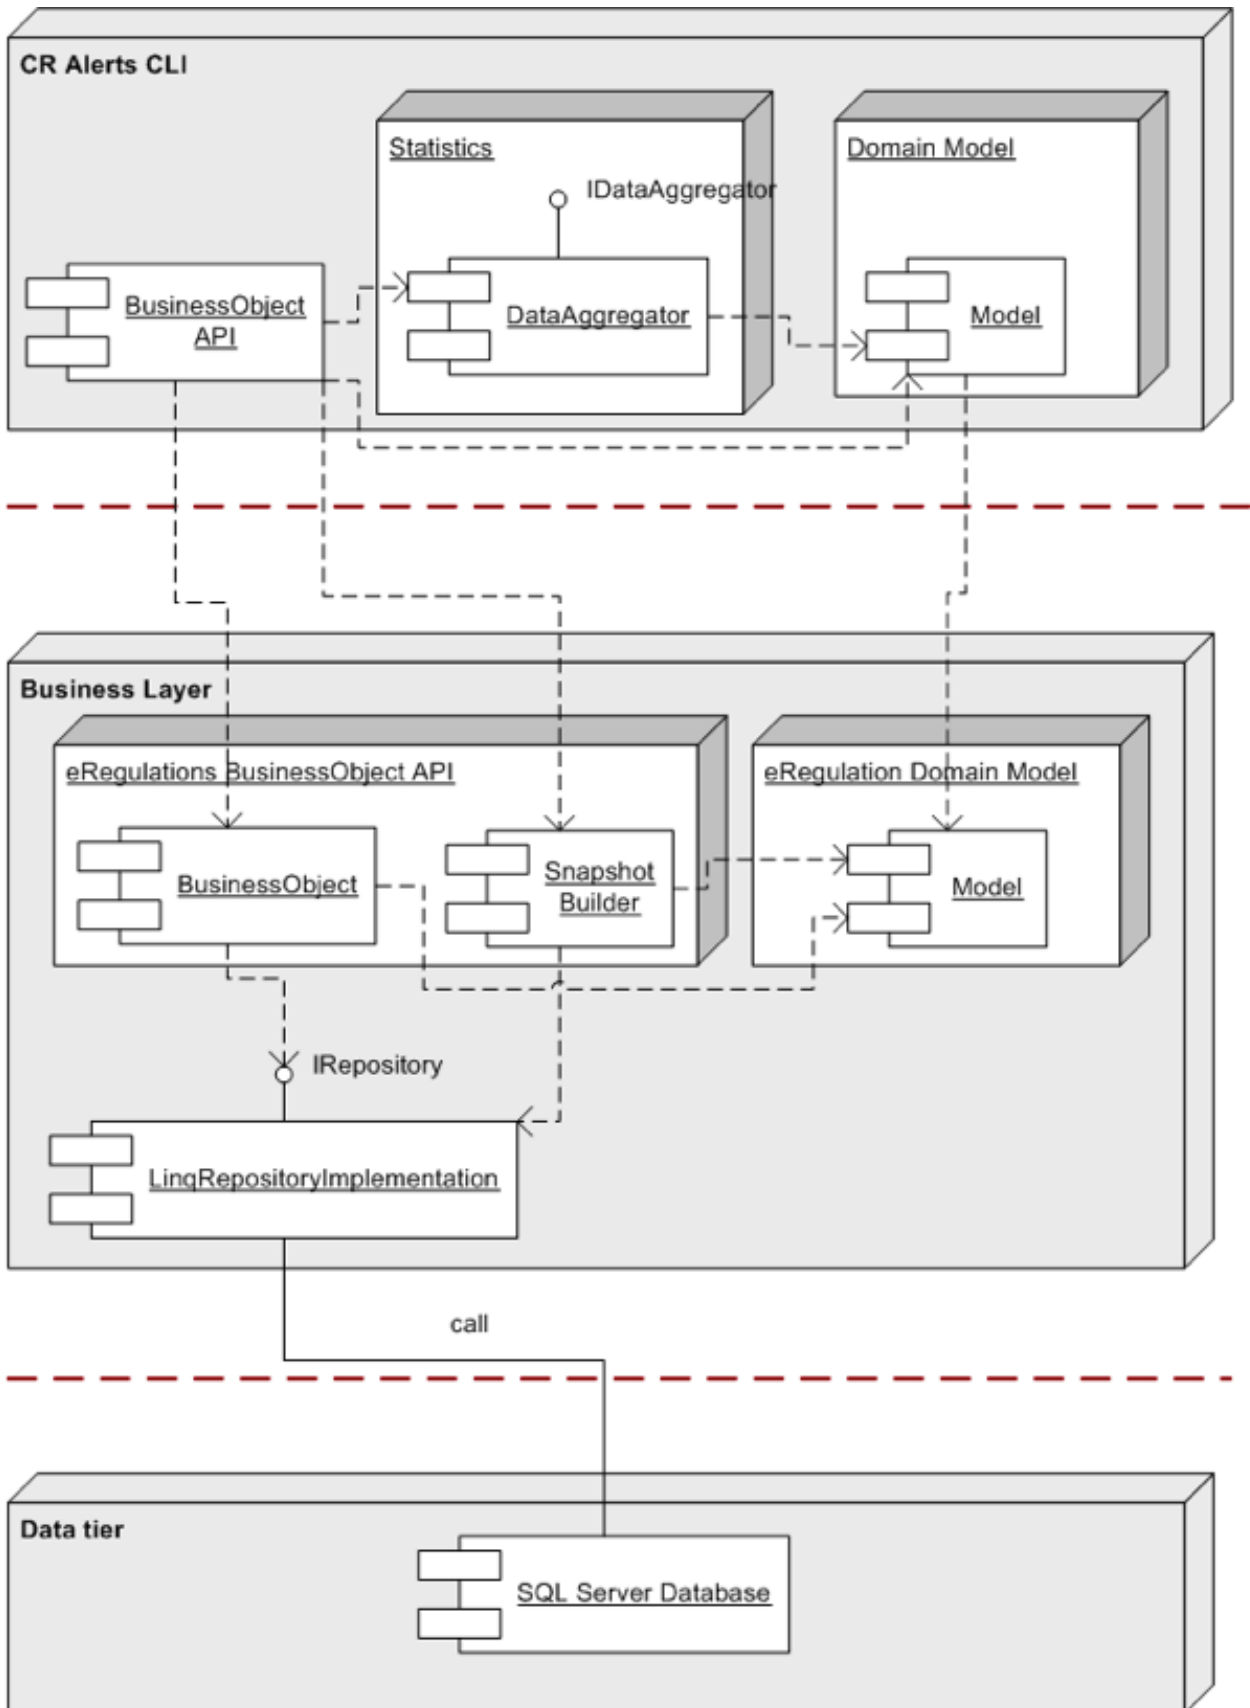 CR Alerts CLI
Statistics
Domain Model
IDataAggregator
BusinessObject
API
DataAggregator
Model
Business Layer
eRegulations BusinessObject API
eRegulation Domain Model
BusinessObject
Snapshot
Builder
Model
IRepository
LinqRepositoryImplementation
call
Data tier
SQL Server Database